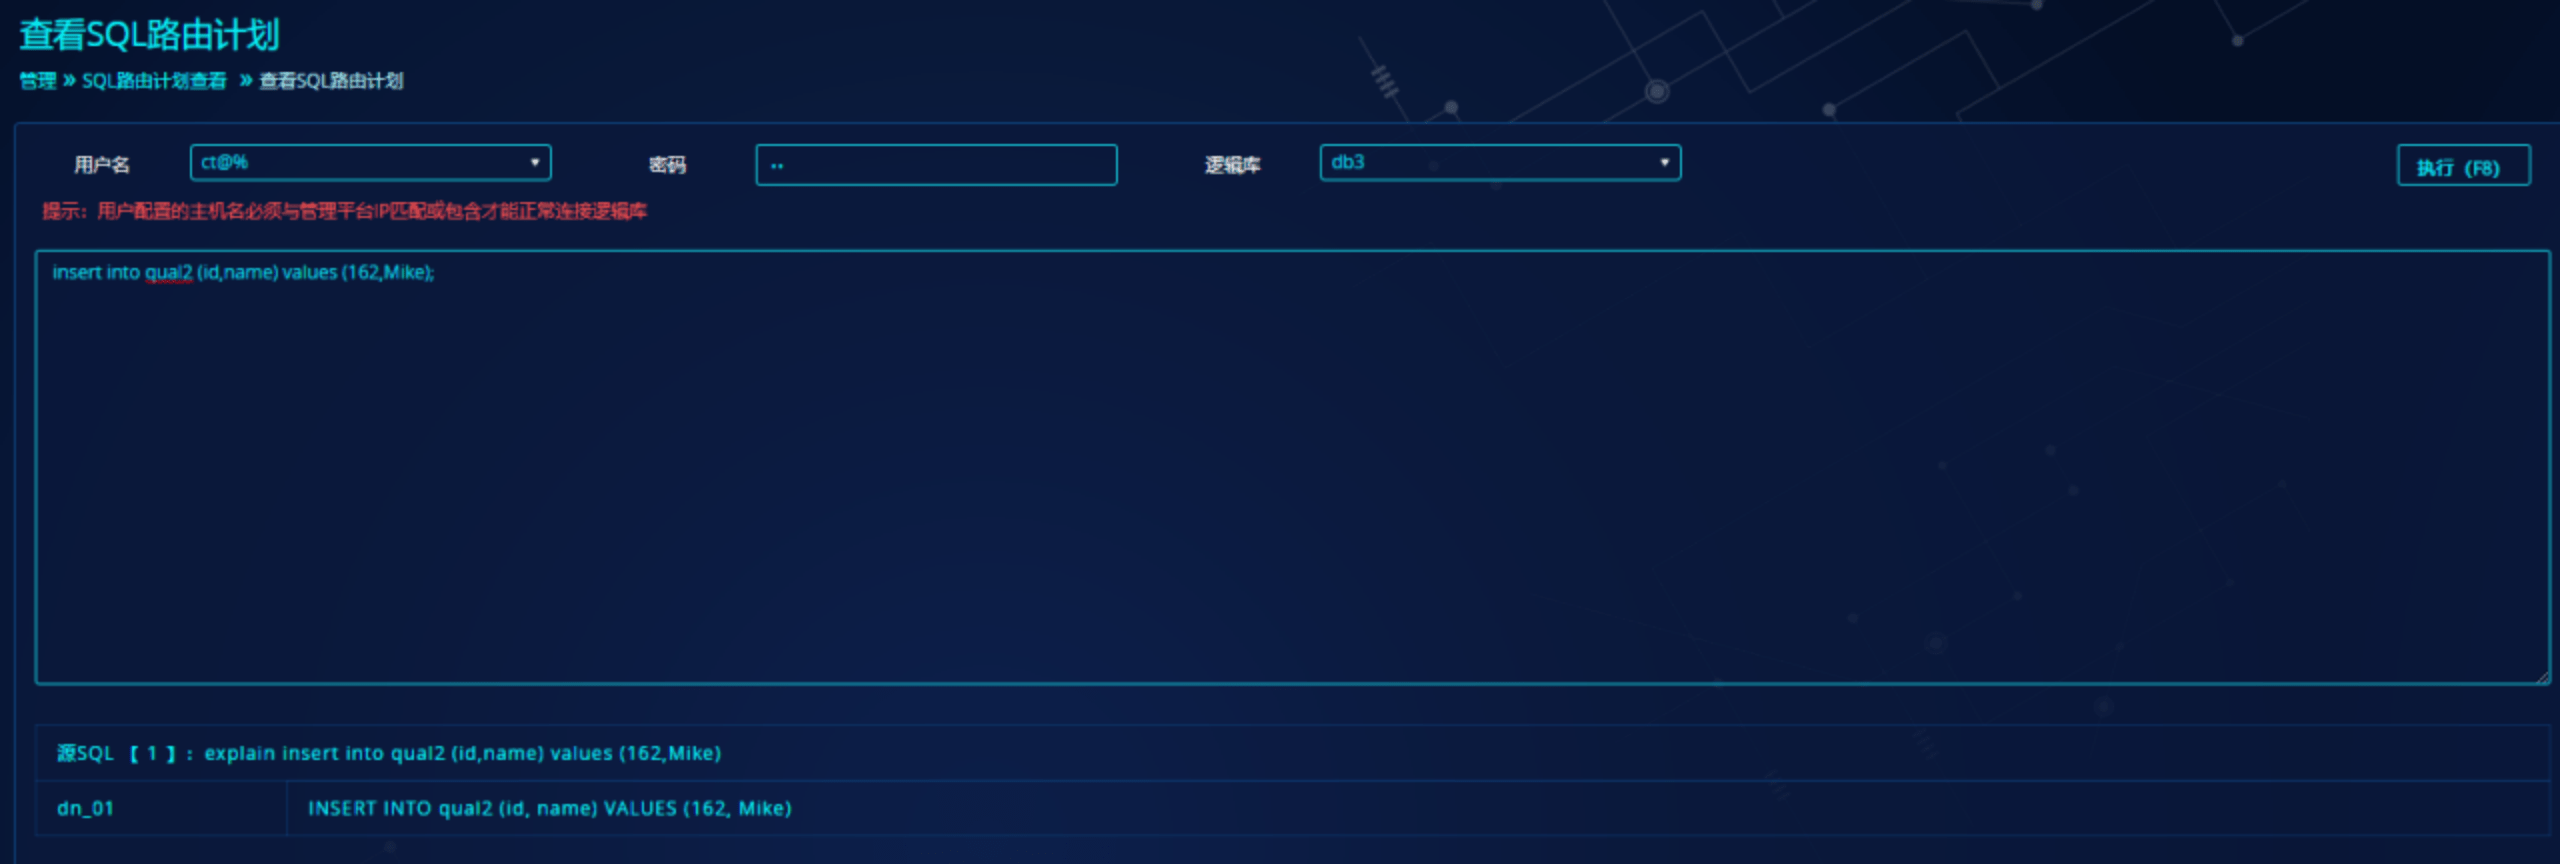 查看SQL路由计划
管理 » SQL路由计划查看 » 查看SQL路由计划
用户名 ct@% 密码 •• 逻辑库 db3 执行 (F8)
提示：用户配置的主机名必须与管理平台IP匹配或包含才能正常连接逻辑库
insert into qual2 (id,name) values (162,Mike);
源SQL 【 1 】 : explain insert into qual2 (id,name) values (162,Mike)
dn_01 INSERT INTO qual2 (id, name) VALUES (162, Mike)